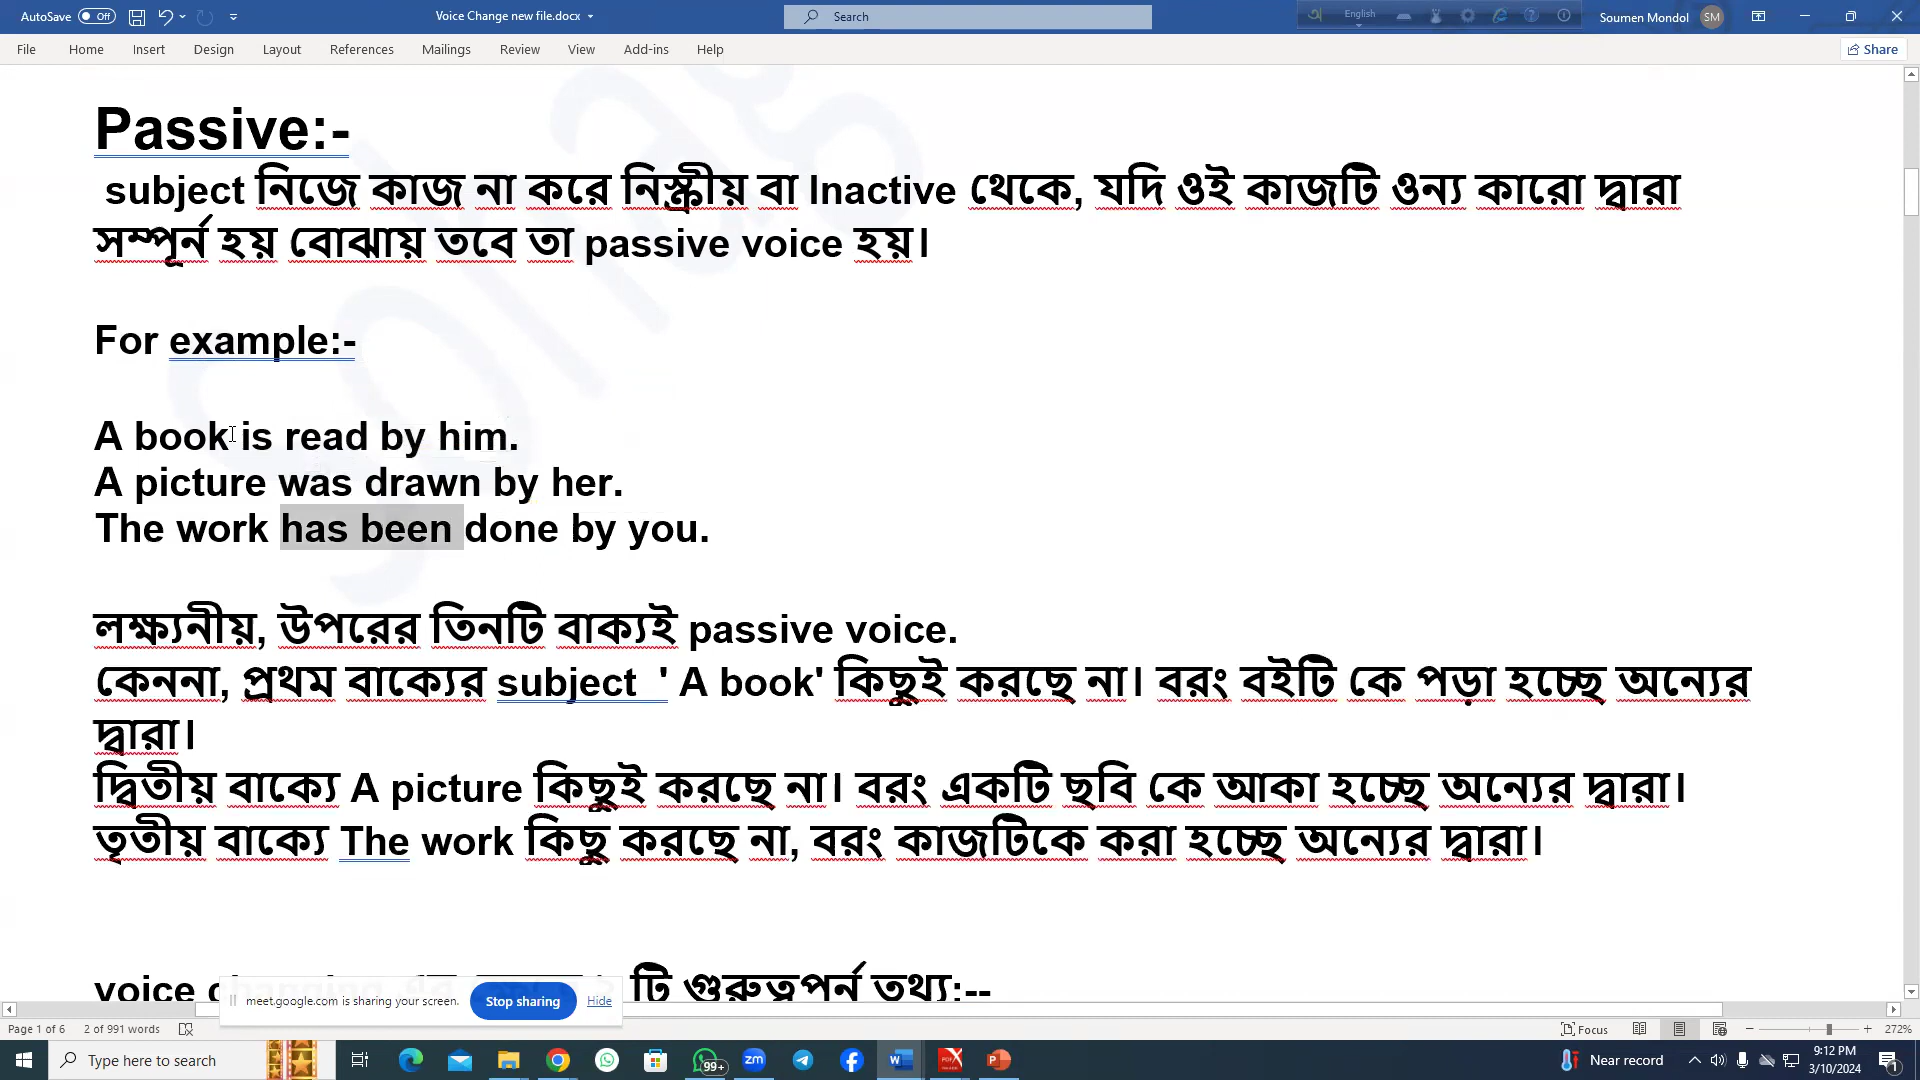 AutoSave Off Voice Change new file.docx Search English Soumen Mondol SM
File Home Insert Design Layout References Mailings Review View Add-ins Help Share
Passive:-
subject নিজে কাজ না করে নিস্ক্রীয় বা Inactive থেকে, যদি ওই কাজটি ওন্য কারো দ্বারা
সম্পূর্ন হয় বোঝায় তবে তা passive voice হয়।
For example:-
A book is read by him.
A picture was drawn by her.
The work has been done by you.
লক্ষ্যনীয়, উপরের তিনটি বাক্যই passive voice.
কেননা, প্রথম বাক্যের subject ' A book' কিছুই করছে না। বরং বইটি কে পড়া হচ্ছে অন্যের
দ্বারা।
দ্বিতীয় বাক্যে A picture কিছুই করছে না। বরং একটি ছবি কে আকা হচ্ছে অন্যের দ্বারা।
তৃতীয় বাক্যে The work কিছু করছে না, বরং কাজটিকে করা হচ্ছে অন্যের দ্বারা।
voice টি গুরুত্বপর্ন তথ্য:--
meet.google.com is sharing your screen. Stop sharing Hide
Page 1 of 6 2 of 991 words Focus 272%
Type here to search 99+ zm Near record 9:12 PM
3/10/2024 1